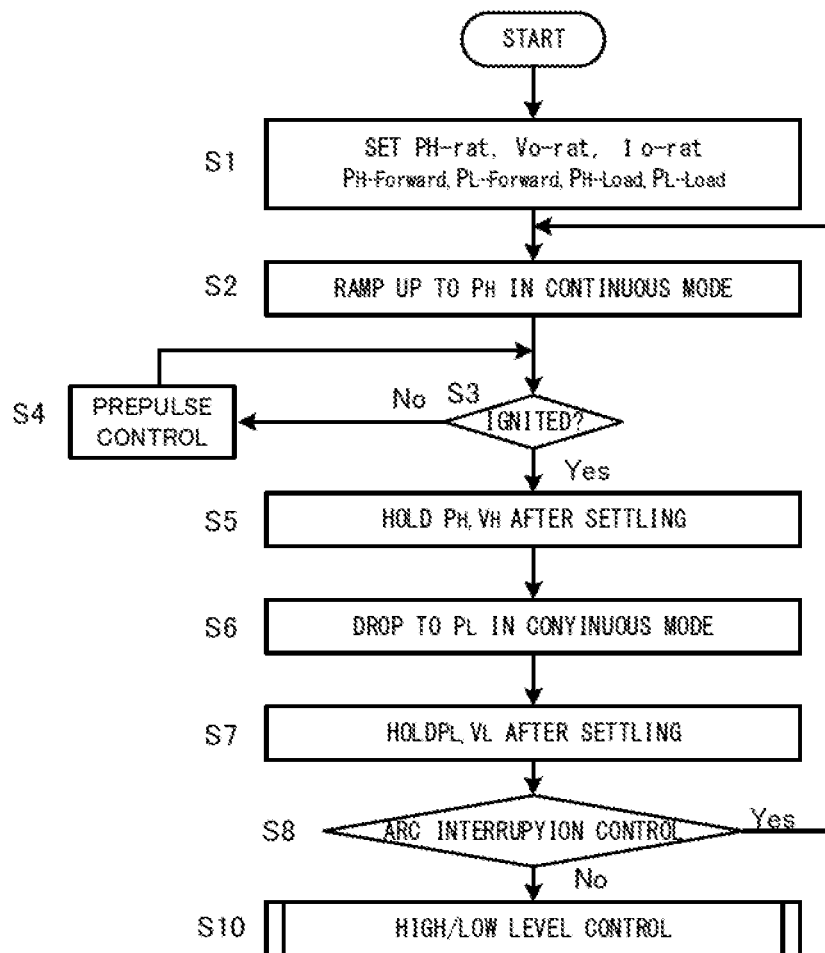 START
S1
SET PH-rat, Vo-rat, Io-rat
PH-Forward, PL-Forward, PH-Load, PL-Load
S2
RAMP UP TO PH IN CONTINUOUS MODE
S4
PREPULSE
CONTROL
No
S3
IGNITED?
Yes
S5
HOLD PH, VH AFTER SETTLING
S6
DROP TO PL IN CONYINUOUS MODE
S7
HOLDPL, VL AFTER SETTLING
S8
ARC INTERRUPYION CONTROL
Yes
No
S10
HIGH/LOW LEVEL CONTROL